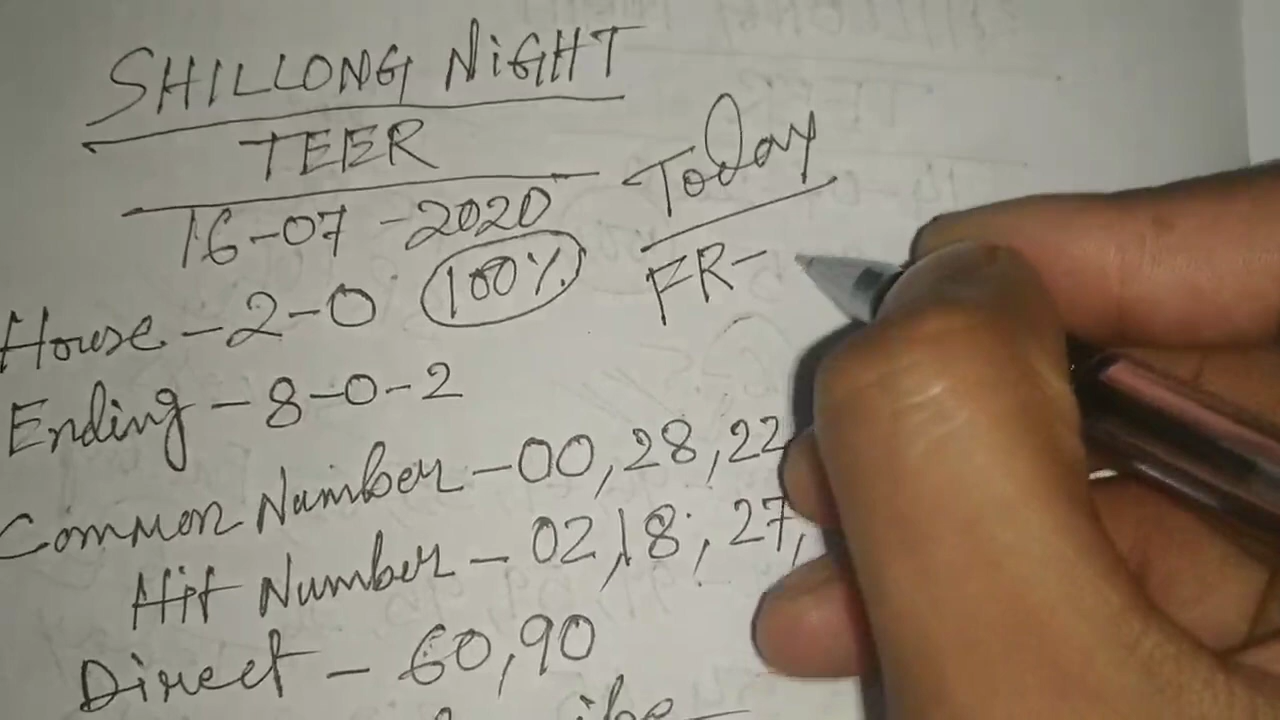 SHILLONG NiGHT
TEER
16-07-2020
Today
House-2-0 100%
FR-
Ending-8-0-2
Common Number-00,28,22
Hit Number-02,18,27,
Direct-60,90